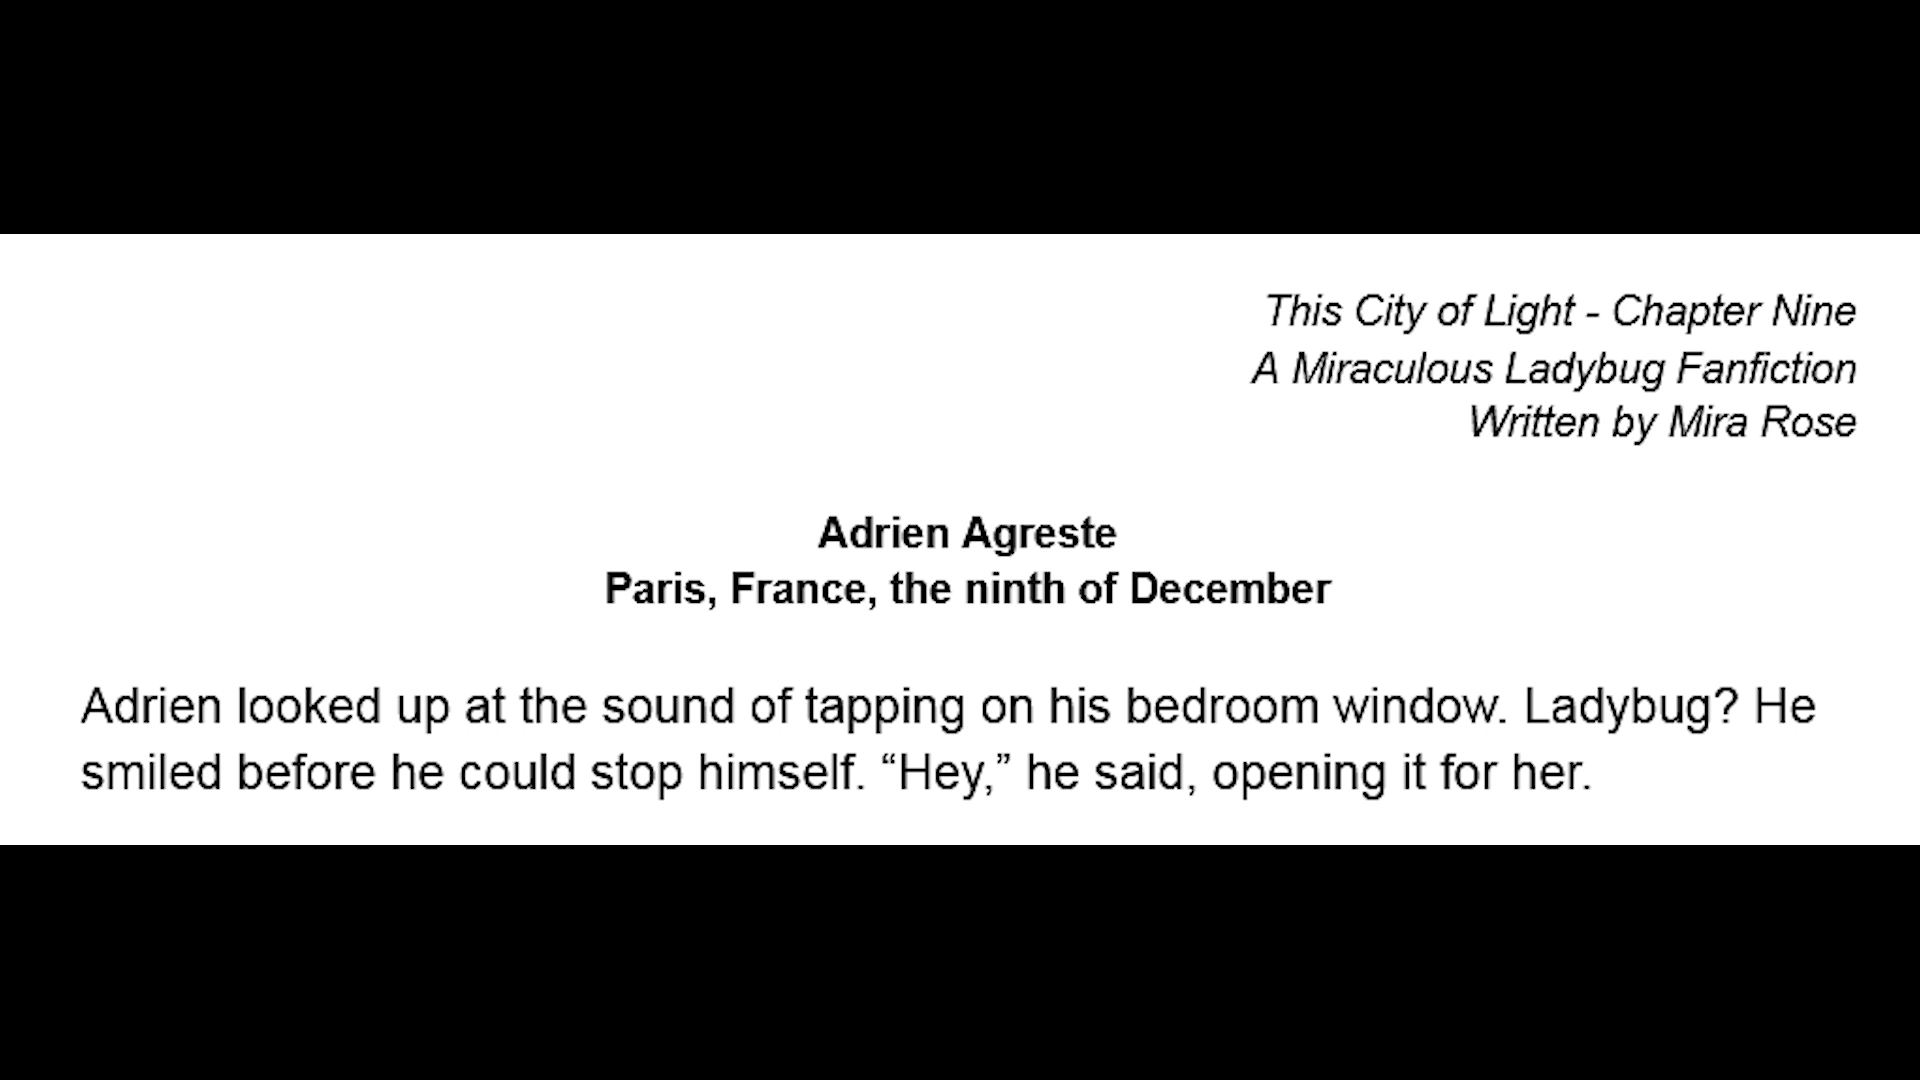 This City of Light - Chapter Nine
A Miraculous Ladybug Fanfiction
Written by Mira Rose
Adrien Agreste
Paris, France, the ninth of December
Adrien looked up at the sound of tapping on his bedroom window. Ladybug? He
smiled before he could stop himself. “Hey,” he said, opening it for her.